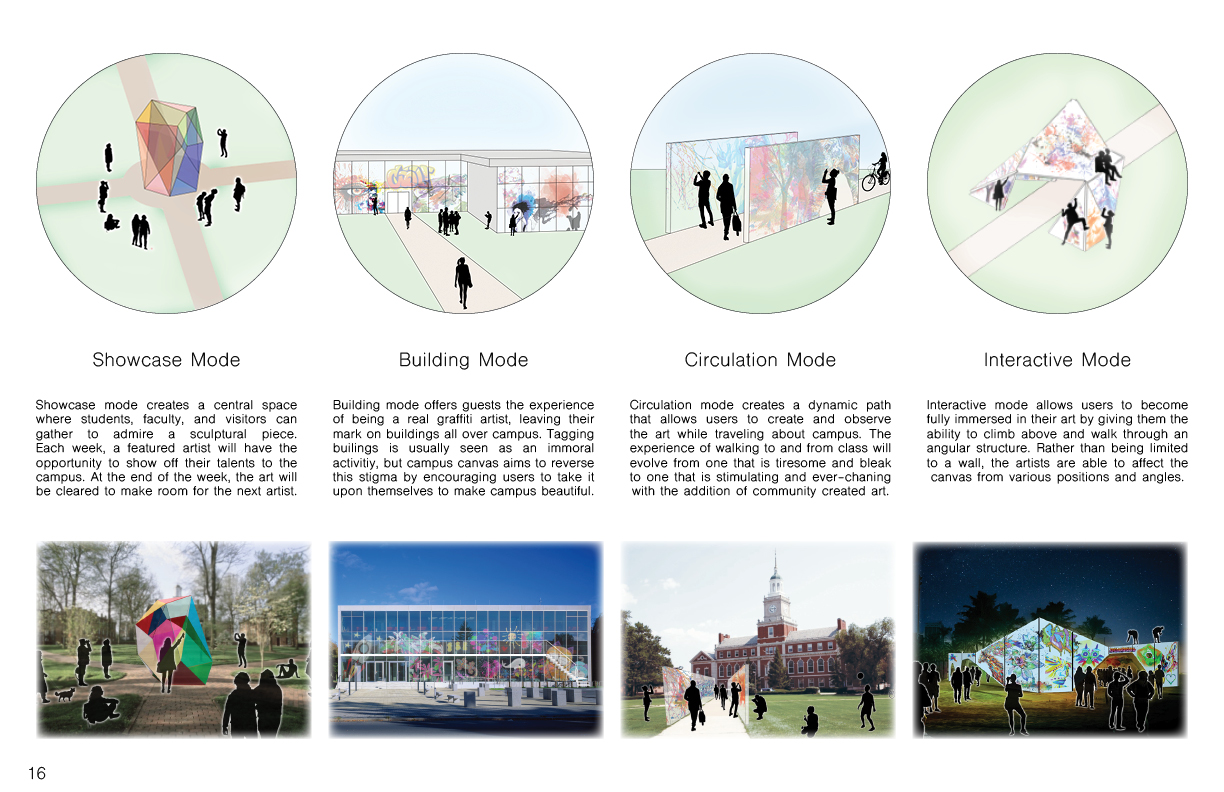 Showcase Mode
Showcase mode creates a central space
where students, faculty, and visitors can
gather to admire a sculptural piece.
Each week, a featured artist will have the
opportunity to show off their talents to the
campus. At the end of the week, the art will
be cleared to make room for the next artist.
Building Mode
Building mode offers guests the experience
of being a real graffiti artist, leaving their
mark on buildings all over campus. Tagging
builings is usually seen as an immoral
activitiy, but campus canvas aims to reverse
this stigma by encouraging users to take it
upon themselves to make campus beautiful.
Circulation Mode
Circulation mode creates a dynamic path
that allows users to create and observe
the art while traveling about campus. The
experience of walking to and from class will
evolve from one that is tiresome and bleak
to one that is stimulating and ever-chaning
with the addition of community created art.
Interactive Mode
Interactive mode allows users to become
fully immersed in their art by giving them the
ability to climb above and walk through an
angular structure. Rather than being limited
to a wall, the artists are able to affect the
canvas from various positions and angles.
16